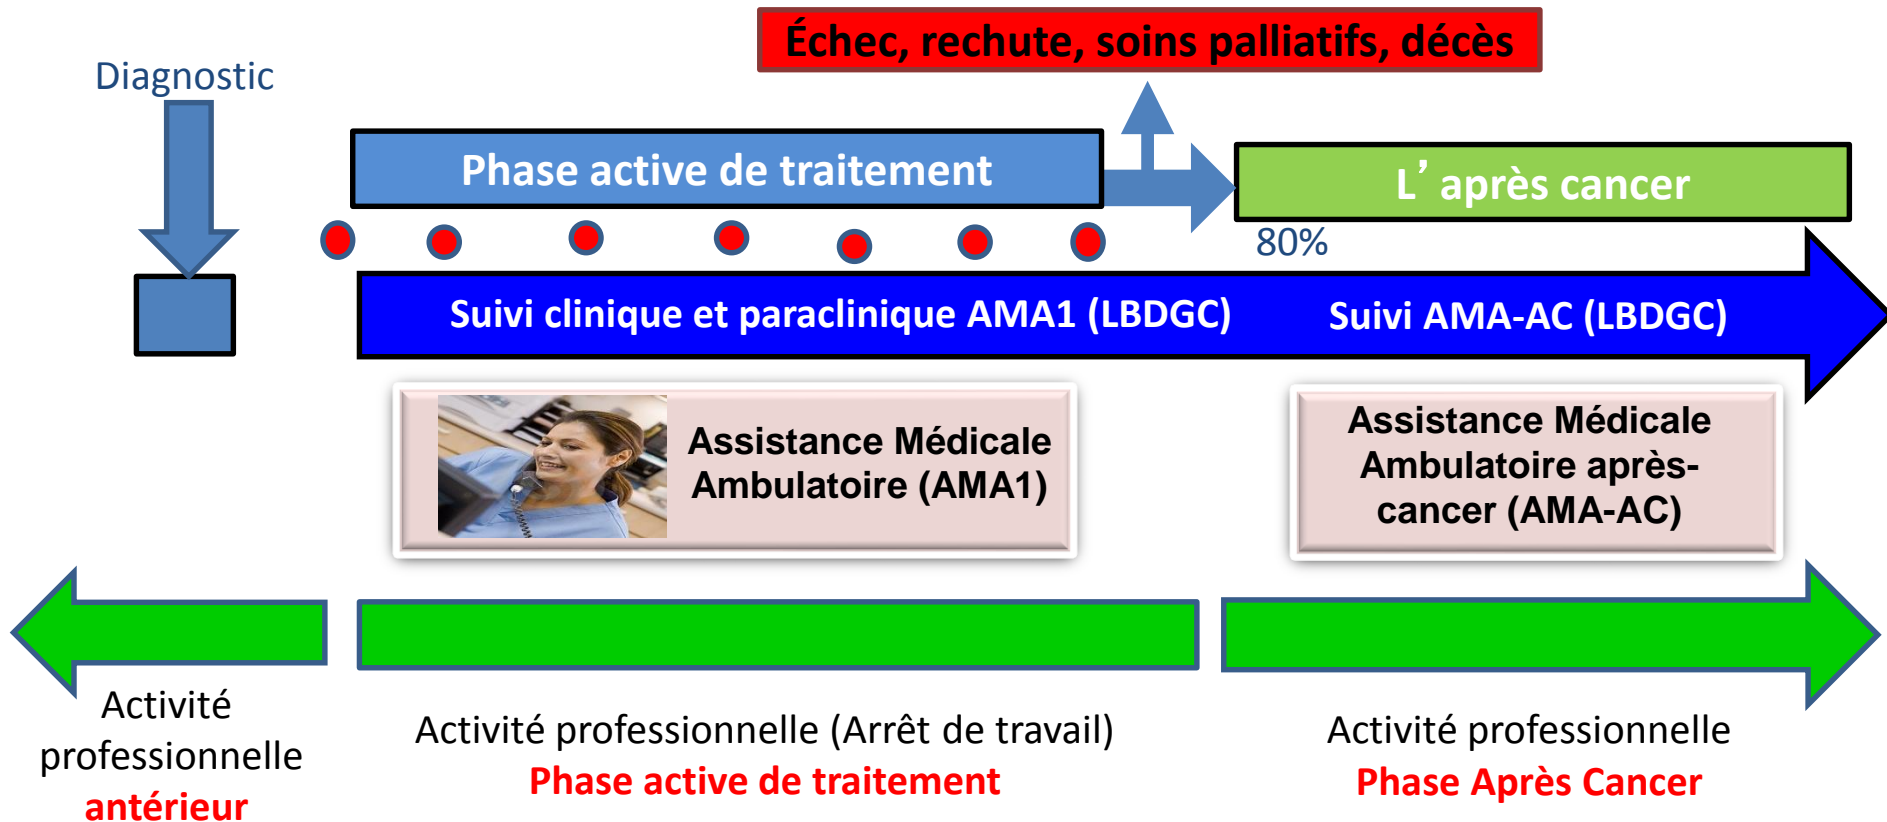 Échec, rechute, soins palliatifs, décès
Diagnostic
Phase active de traitement
L’ après cancer
80%
Suivi clinique et paraclinique AMA1 (LBDGC)
Suivi AMA-AC (LBDGC)
Assistance Médicale
Ambulatoire (AMA1)
Assistance Médicale
Ambulatoire après-
cancer (AMA-AC)
Activité
professionnelle
antérieur
Activité professionnelle (Arrêt de travail)
Phase active de traitement
Activité professionnelle
Phase Après Cancer